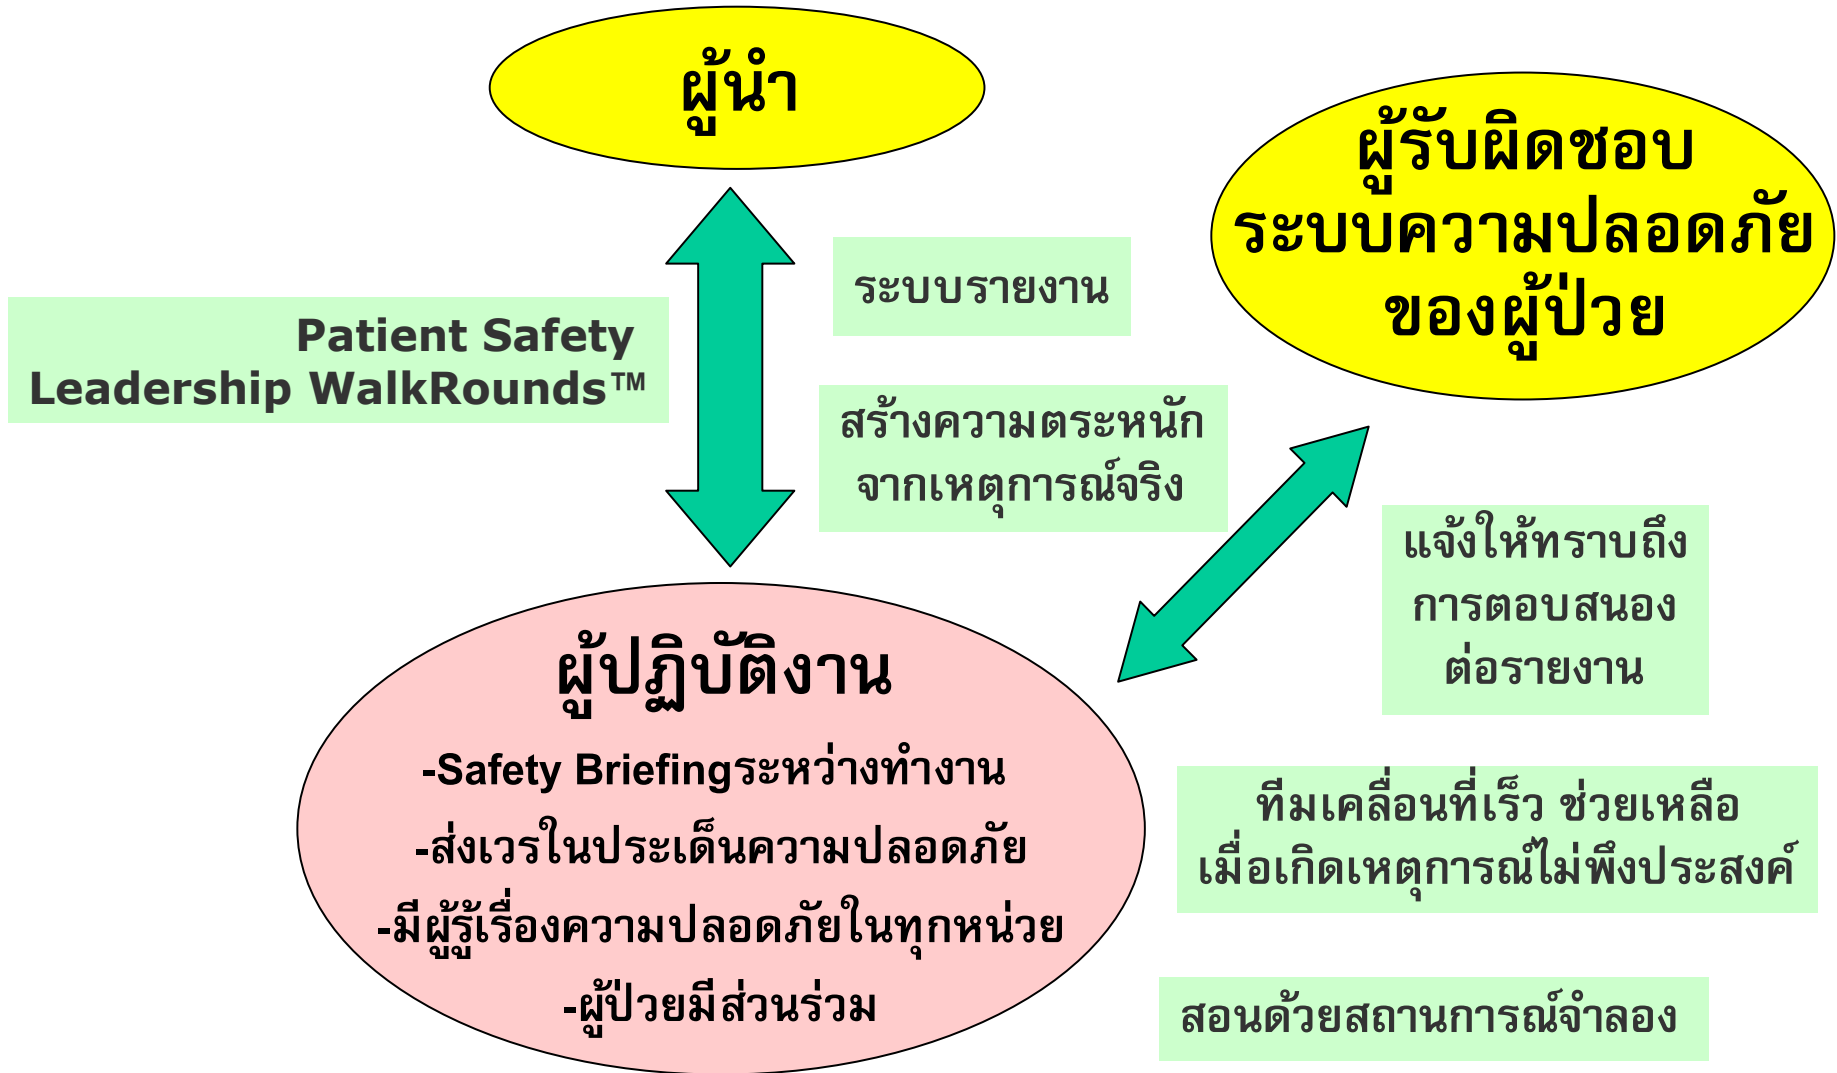 ผู้นำ
ผู้รับผิดชอบ
ระบบความปลอดภัย
ของผู้ป่วย
ระบบรายงาน
Patient Safety
Leadership WalkRounds™
สร้างความตระหนัก
จากเหตุการณ์จริง
แจ้งให้ทราบถึง
การตอบสนอง
ต่อรายงาน
ผู้ปฏิบัติงาน
-Safety Briefingระหว่างทำงาน
-ส่งเวรในประเด็นความปลอดภัย
-มีผู้รู้เรื่องความปลอดภัยในทุกหน่วย
-ผู้ป่วยมีส่วนร่วม
ทีมเคลื่อนที่เร็ว ช่วยเหลือ
เมื่อเกิดเหตุการณ์ไม่พึงประสงค์
สอนด้วยสถานการณ์จำลอง